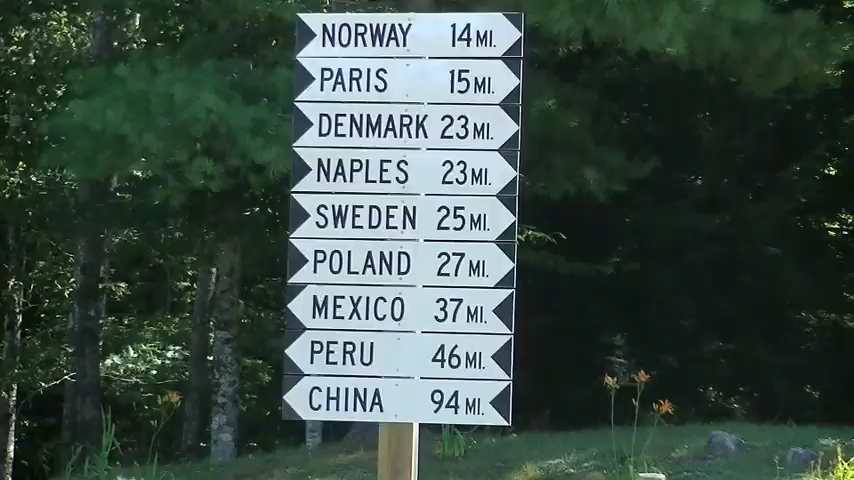 NORWAY 14 MI.
PARIS 15 MI.
DENMARK 23 MI.
NAPLES 23 MI.
SWEDEN 25 MI.
POLAND 27 MI.
MEXICO 37 MI.
PERU 46 MI.
CHINA 94 MI.